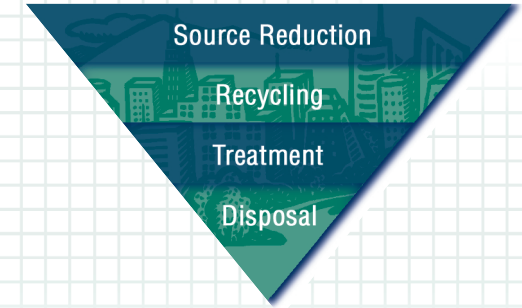 Source Reduction
Recycling
Treatment
Disposal